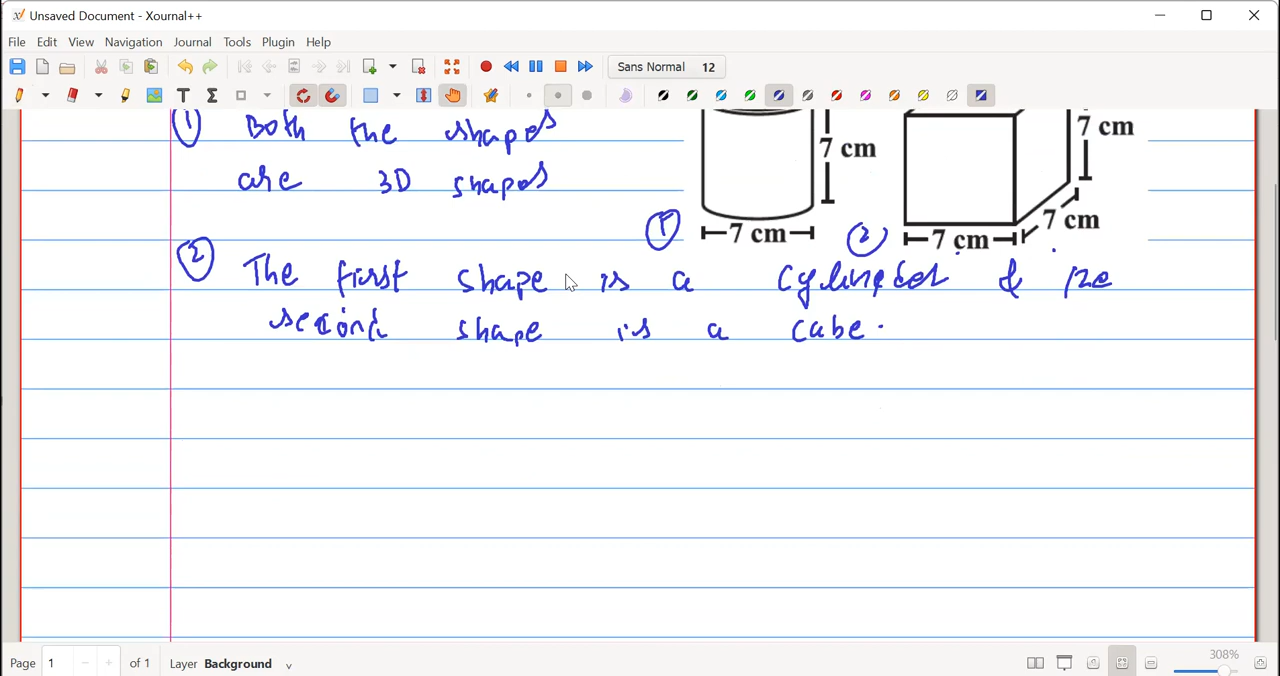 Unsaved Document - Xournal++
File Edit View Navigation Journal Tools Plugin Help
Sans Normal 12
① Both the shapes
are 3D shapes
7 cm
7 cm
① 7 cm
② 7 cm
7 cm
② The first shape is a cylinder & the
second shape is a cube.
Page 1 of 1 Layer Background 308%